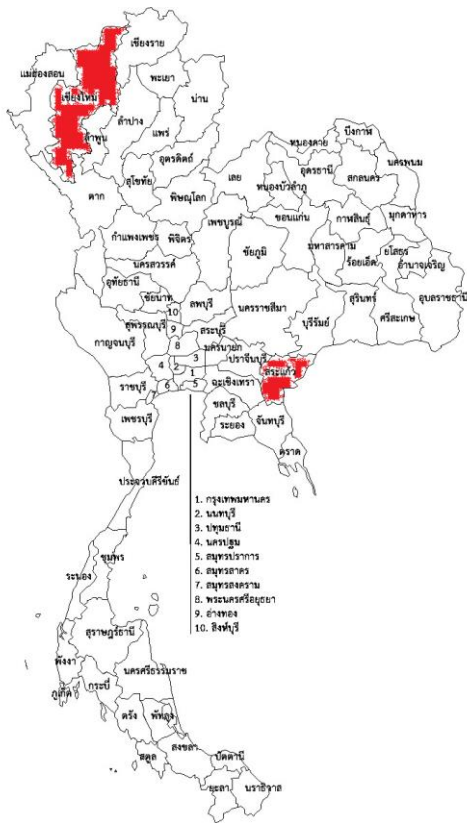 เชียงราย
แม่ฮ่องสอน
พะเยา
น่าน
เชียงใหม่
ลำปาง
ลำพูน
แพร่
อุตรดิตถ์
บึงกาฬ
หนองคาย
เลย
อุดรธานี
นครพนม
หนองบัวลำภู
สกลนคร
สุโขทัย
ตาก
พิษณุโลก
ขอนแก่น
กาฬสินธุ์
มุกดาหาร
เพชรบูรณ์
กำแพงเพชร
พิจิตร
ชัยภูมิ
มหาสารคาม
ร้อยเอ็ด
ยโสธร
อำนาจเจริญ
นครสวรรค์
อุทัยธานี
ชัยนาท
ลพบุรี
นครราชสีมา
บุรีรัมย์
สุรินทร์
ศรีสะเกษ
อุบลราชธานี
10
9
สุพรรณบุรี
สระบุรี
กาญจนบุรี
8
นครนายก
3
ปราจีนบุรี
4
2
1
สระแก้ว
ราชบุรี
6
5
ฉะเชิงเทรา
ชลบุรี
เพชรบุรี
ระยอง
จันทบุรี
ตราด
ประจวบคีรีขันธ์
1. กรุงเทพมหานคร
2. นนทบุรี
3. ปทุมธานี
4. นครปฐม
5. สมุทรปราการ
6. สมุทรสาคร
7. สมุทรสงคราม
8. พระนครศรีอยุธยา
9. อ่างทอง
10. สิงห์บุรี
ชุมพร
ระนอง
สุราษฎร์ธานี
พังงา
นครศรีธรรมราช
กระบี่
ภูเก็ต
ตรัง
พัทลุง
สงขลา
สตูล
ปัตตานี
ยะลา
นราธิวาส